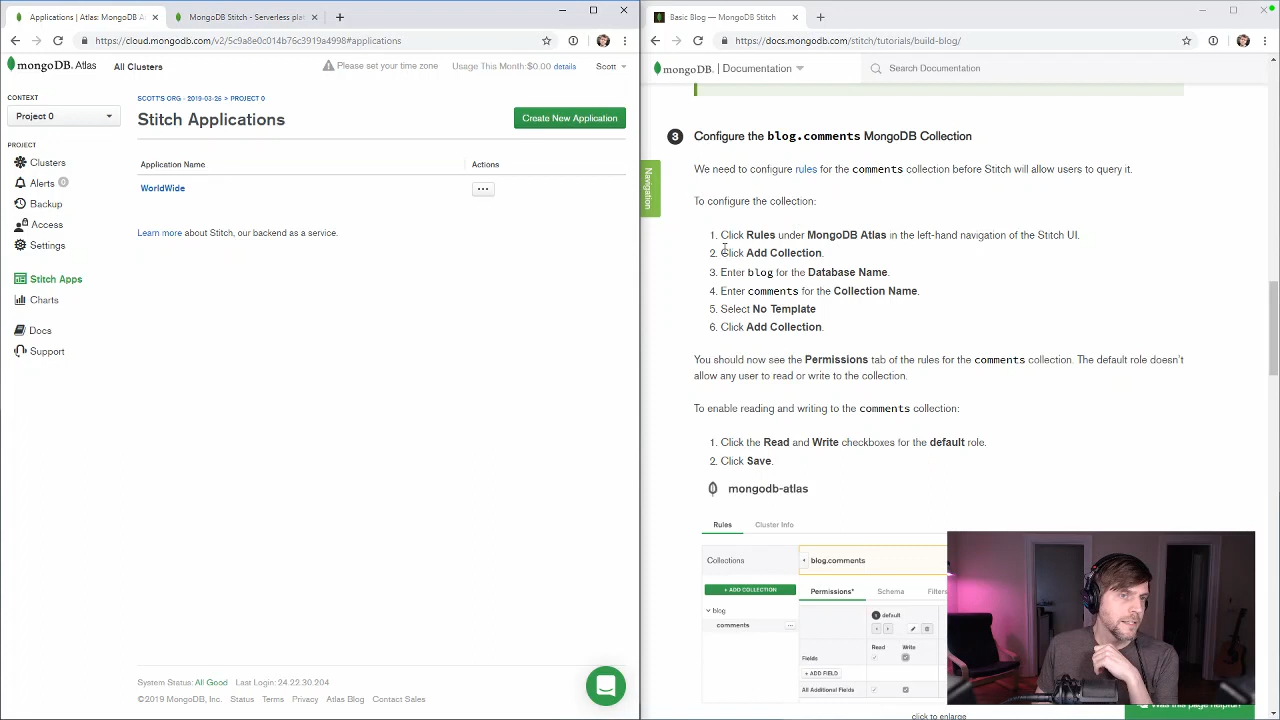 Applications | Atlas: MongoDB At
MongoDB Stitch - Serverless pla
https://cloud.mongodb.com/v2/5c9a8e0c014b76c3919a4998#applications
mongoDB. Atlas
All Clusters
Please set your time zone
Usage This Month:$0.00 details
Scott
CONTEXT
Project 0
PROJECT
Clusters
Alerts 0
Backup
Access
Settings
Stitch Apps
Charts
Docs
Support
SCOTT'S ORG - 2019-03-26 > PROJECT 0
Stitch Applications
Create New Application
Application Name
Actions
WorldWide
Learn more about Stitch, our backend as a service.
System Status: All Good Last Login: 24.22.20.204
©2019 MongoDB, Inc. Status Terms Privacy Atlas Blog Contact Sales
Basic Blog — MongoDB Stitch
https://docs.mongodb.com/stitch/tutorials/build-blog/
mongoDB. | Documentation
Search Documentation
Navigation
3 Configure the blog.comments MongoDB Collection
We need to configure rules for the comments collection before Stitch will allow users to query it.
To configure the collection:
1. Click Rules under MongoDB Atlas in the left-hand navigation of the Stitch UI.
2. Click Add Collection.
3. Enter blog for the Database Name.
4. Enter comments for the Collection Name.
5. Select No Template
6. Click Add Collection.
You should now see the Permissions tab of the rules for the comments collection. The default role doesn't
allow any user to read or write to the collection.
To enable reading and writing to the comments collection:
1. Click the Read and Write checkboxes for the default role.
2. Click Save.
mongodb-atlas
Rules
Cluster Info
Collections
blog.comments
+ ADD COLLECTION
Permissions*
Schema
Filters
blog
comments
1 default
Read
Write
Fields
+ ADD FIELD
All Additional Fields
click to enlarge
Was this page helpful?